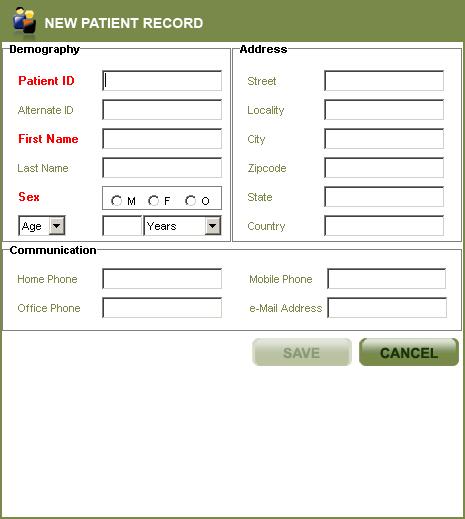 NEW PATIENT RECORD
Demography
Patient ID
Alternate ID
First Name
Last Name
Sex M F O
Age Years
Address
Street
Locality
City
Zipcode
State
Country
Communication
Home Phone Mobile Phone
Office Phone e-Mail Address
SAVE CANCEL